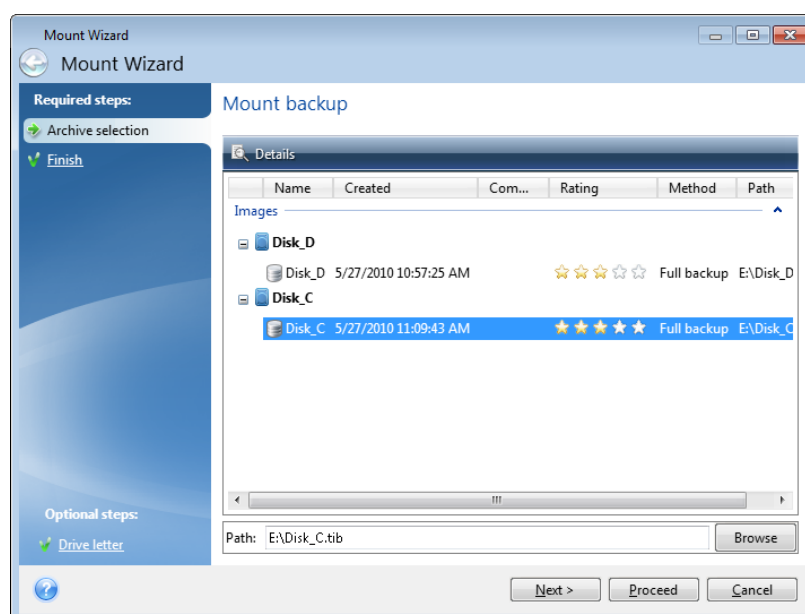 Mount Wizard
Mount Wizard
Required steps:
Archive selection
Finish
Mount backup
Details
Name Created Com... Rating Method Path
Images
Disk_D
Disk_D 5/27/2010 10:57:25 AM Full backup E:\Disk_D
Disk_C
Disk_C 5/27/2010 11:09:43 AM Full backup E:\Disk_C
Optional steps:
Drive letter
Path: E:\Disk_C.tib Browse
Next > Proceed Cancel